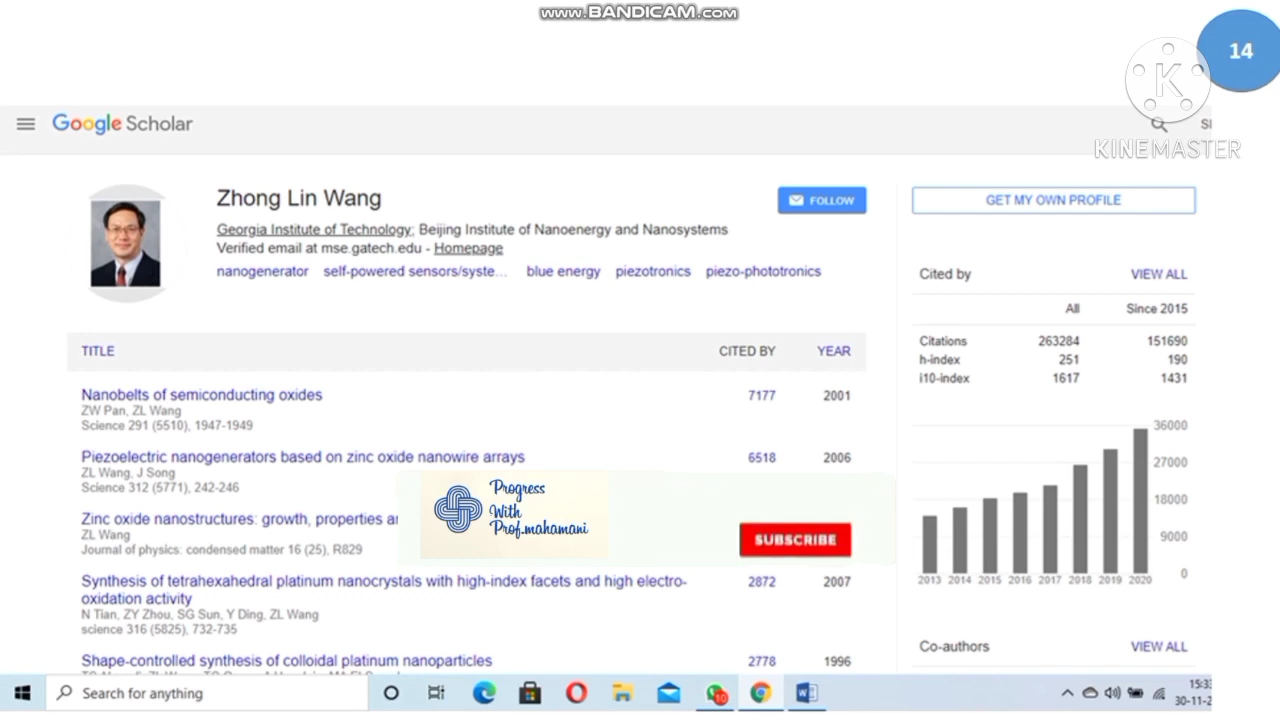 www.BANDICAM.com
14
KINEMASTER
Google Scholar
Zhong Lin Wang
FOLLOW
Georgia Institute of Technology; Beijing Institute of Nanoenergy and Nanosystems
Verified email at mse.gatech.edu - Homepage
nanogenerator self-powered sensors/syste... blue energy piezotronics piezo-phototronics
TITLE CITED BY YEAR
Nanobelts of semiconducting oxides 7177 2001
ZW Pan, ZL Wang
Science 291 (5510), 1947-1949
Piezoelectric nanogenerators based on zinc oxide nanowire arrays 6518 2006
ZL Wang, J Song
Science 312 (5771), 242-246
Zinc oxide nanostructures: growth, properties
ZL Wang
Journal of physics: condensed matter 16 (25), R829
Progress
With
Prof.mahamani
SUBSCRIBE
Synthesis of tetrahexahedral platinum nanocrystals with high-index facets and high electro-
oxidation activity 2872 2007
N Tian, ZY Zhou, SG Sun, Y Ding, ZL Wang
science 316 (5825), 732-735
Shape-controlled synthesis of colloidal platinum nanoparticles 2778 1996
GET MY OWN PROFILE
Cited by VIEW ALL
All Since 2015
Citations 263284 151690
h-index 251 190
i10-index 1617 1431
36000
27000
18000
9000
0
2013 2014 2015 2016 2017 2018 2019 2020
Co-authors VIEW ALL
Search for anything
10
15:33
30-11-2